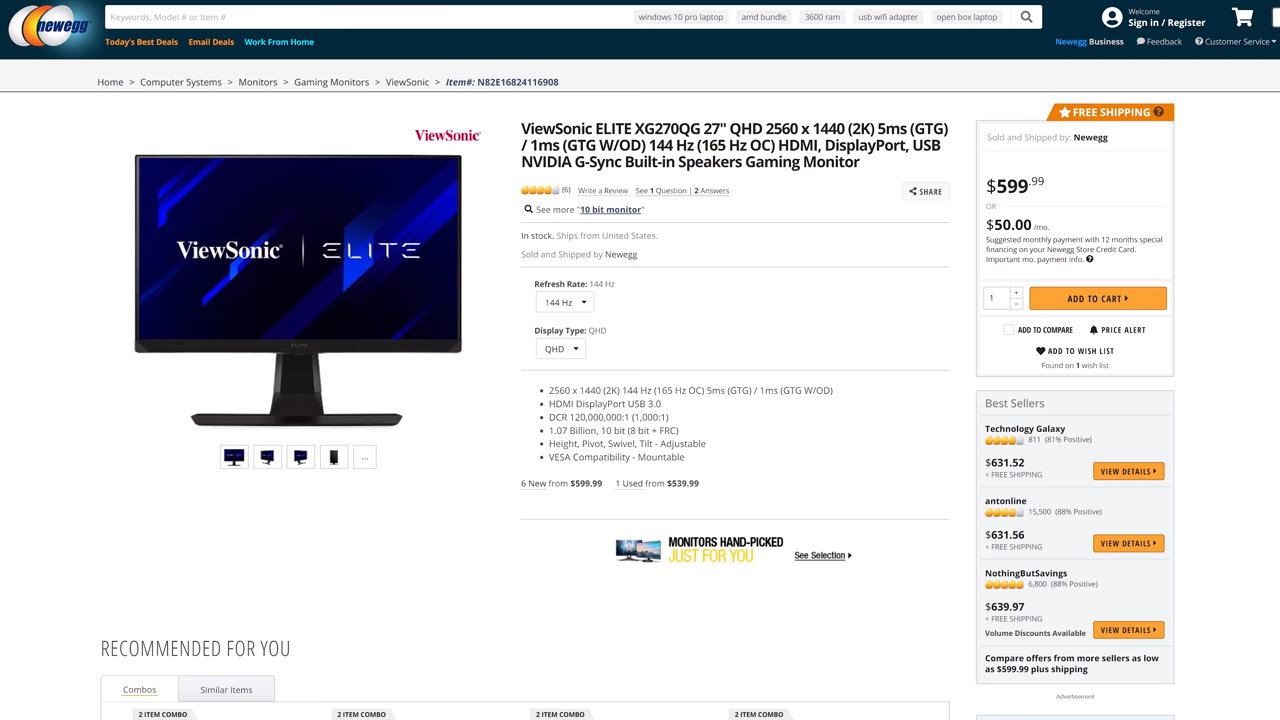 newegg
Keywords, Model # or Item #
windows 10 pro laptop
amd bundle
3600 ram
usb wifi adapter
open box laptop
Welcome
Sign in / Register
Today's Best Deals
Email Deals
Work From Home
Newegg Business
Feedback
Customer Service
Home > Computer Systems > Monitors > Gaming Monitors > ViewSonic > Item#: N82E16824116908
FREE SHIPPING
ViewSonic
ViewSonic® | ELITE
ELITE
ViewSonic ELITE XG270QG 27" QHD 2560 x 1440 (2K) 5ms (GTG)
/ 1ms (GTG W/OD) 144 Hz (165 Hz OC) HDMI, DisplayPort, USB
NVIDIA G-Sync Built-in Speakers Gaming Monitor
(6) Write a Review See 1 Question | 2 Answers
SHARE
See more "10 bit monitor"
In stock. Ships from United States.
Sold and Shipped by Newegg
Refresh Rate: 144 Hz
144 Hz
Display Type: QHD
QHD
• 2560 x 1440 (2K) 144 Hz (165 Hz OC) 5ms (GTG) / 1ms (GTG W/OD)
• HDMI DisplayPort USB 3.0
• DCR 120,000,000:1 (1,000:1)
• 1.07 Billion, 10 bit (8 bit + FRC)
• Height, Pivot, Swivel, Tilt - Adjustable
• VESA Compatibility - Mountable
...
6 New from $599.99 1 Used from $539.99
MONITORS HAND-PICKED
JUST FOR YOU
See Selection
Sold and Shipped by: Newegg
$599.99
OR
$50.00 /mo.
Suggested monthly payment with 12 months special
financing on your Newegg Store Credit Card.
Important mo. payment info.
1
+
−
ADD TO CART
ADD TO COMPARE
PRICE ALERT
ADD TO WISH LIST
Found on 1 wish list
Best Sellers
Technology Galaxy
811 (81% Positive)
$631.52
+ FREE SHIPPING
VIEW DETAILS
antonline
15,500 (88% Positive)
$631.56
+ FREE SHIPPING
VIEW DETAILS
NothingButSavings
6,800 (88% Positive)
$639.97
+ FREE SHIPPING
Volume Discounts Available
VIEW DETAILS
Compare offers from more sellers as low
as $599.99 plus shipping
Advertisement
RECOMMENDED FOR YOU
Combos
Similar Items
2 ITEM COMBO
2 ITEM COMBO
2 ITEM COMBO
2 ITEM COMBO